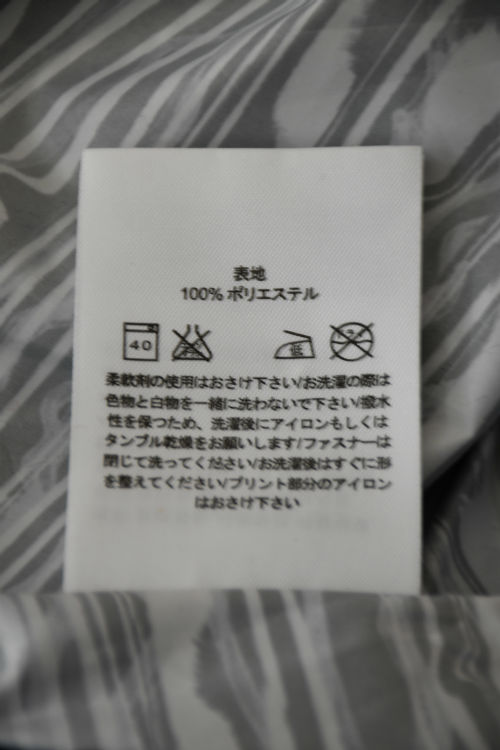 表地
100% ポリエステル
40
低
柔軟剤の使用はおさけ下さい/お洗濯の際は
色物と白物を一緒に洗わないで下さい/撥水
性を保つため、洗濯後にアイロンもしくは
タンブル乾燥をお願いします/ファスナーは
閉じて洗ってください/お洗濯後はすぐに形
を整えてください/プリント部分のアイロン
はおさけ下さい